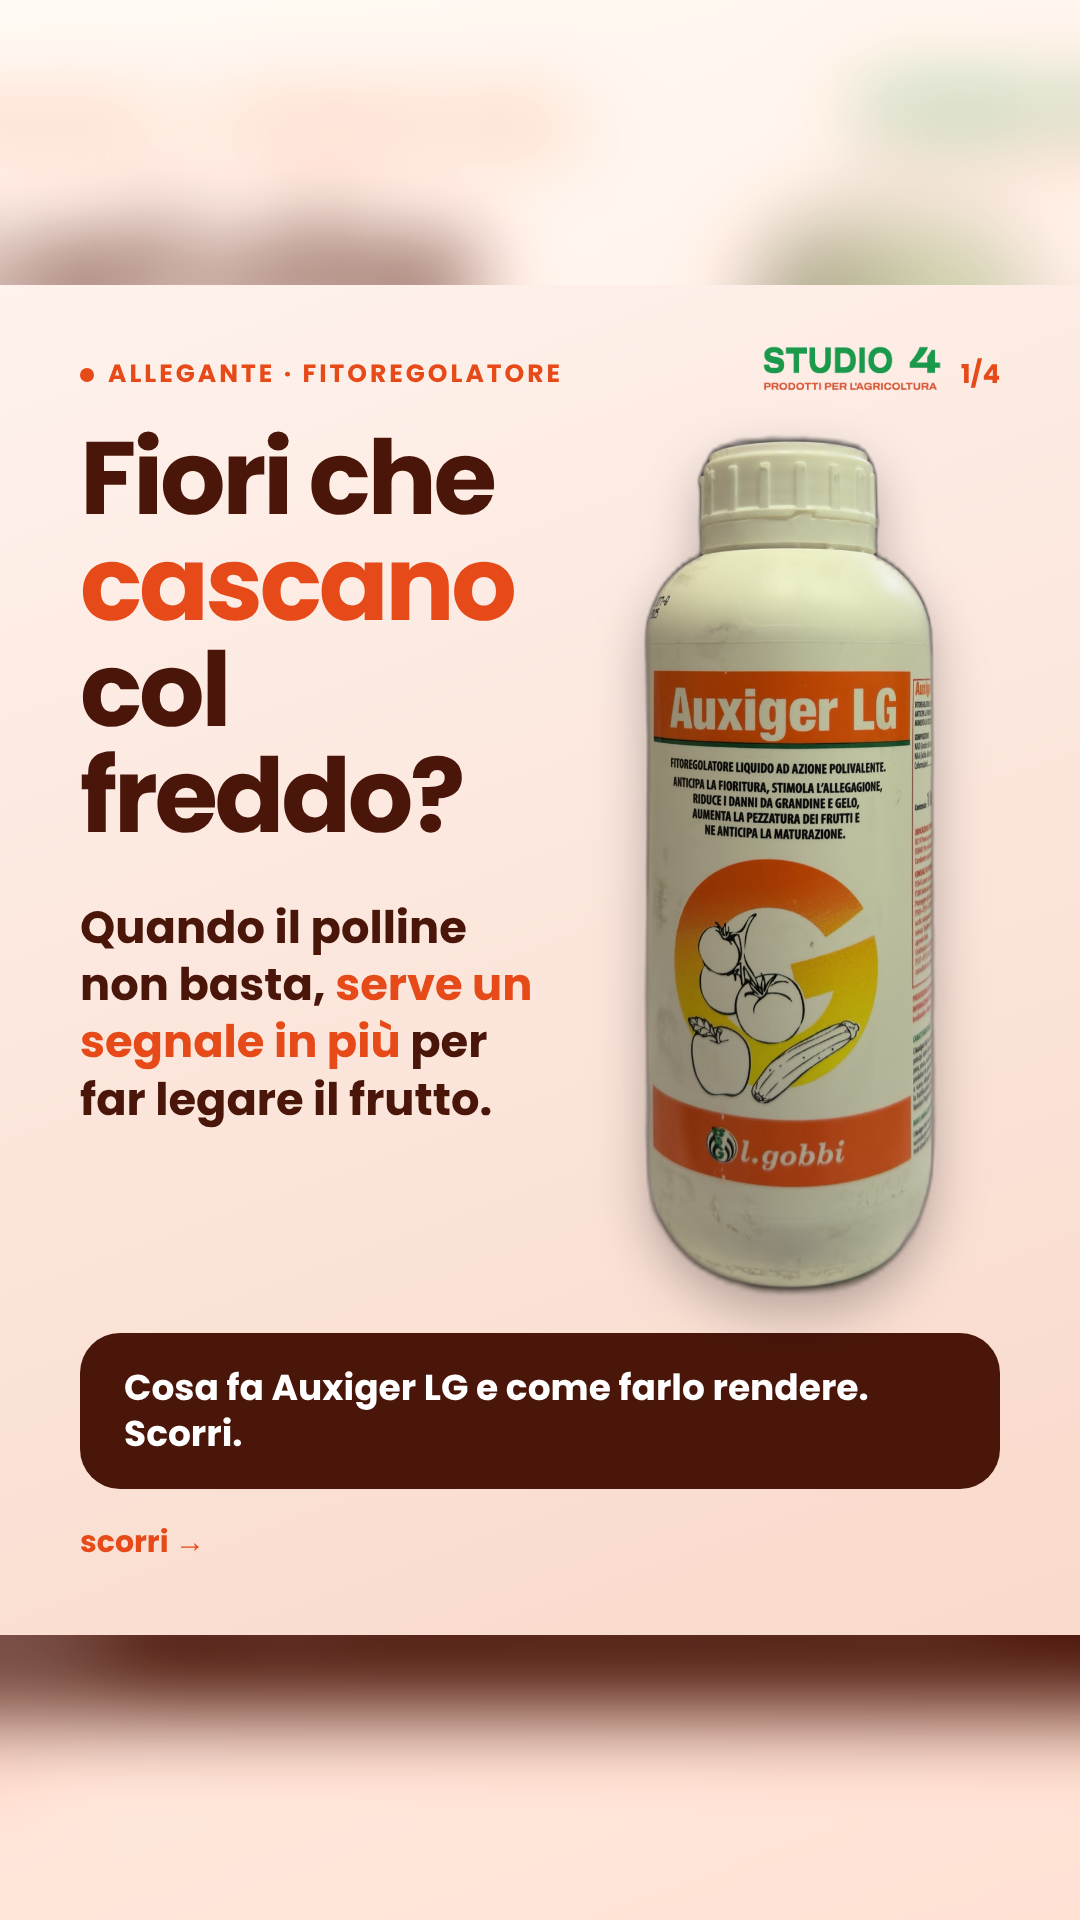 ALLEGANTE · FITOREGOLATORE
STUDIO 4
PRODOTTI PER L'AGRICOLTURA
1/4
Fiori che
cascano
col
freddo?
Quando il polline
non basta, serve un
segnale in più per
far legare il frutto.
Auxiger LG
FITOREGOLATORE LIQUIDO AD AZIONE POLIVALENTE.
ANTICIPA LA FIORITURA, STIMOLA L'ALLEGAGIONE,
RIDUCE I DANNI DA GRANDINE E GELO,
AUMENTA LA PEZZATURA DEI FRUTTI E
NE ANTICIPA LA MATURAZIONE.
l.gobbi
Cosa fa Auxiger LG e come farlo rendere.
Scorri.
scorri →